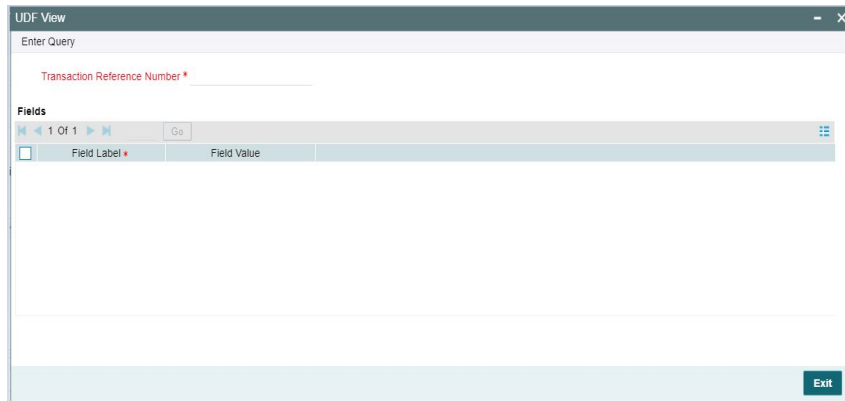 UDF View
Enter Query
Transaction Reference Number *
Fields
1 Of 1 Go
Field Label * Field Value
Exit